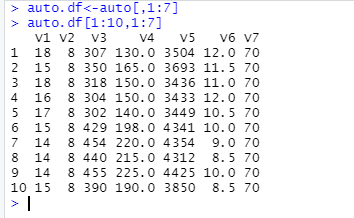 > auto.df<-auto[,1:7]
> auto.df[1:10,1:7]
   v1 v2  v3    v4   v5   v6 v7
1  18  8 307 130.0 3504 12.0 70
2  15  8 350 165.0 3693 11.5 70
3  18  8 318 150.0 3436 11.0 70
4  16  8 304 150.0 3433 12.0 70
5  17  8 302 140.0 3449 10.5 70
6  15  8 429 198.0 4341 10.0 70
7  14  8 454 220.0 4354  9.0 70
8  14  8 440 215.0 4312  8.5 70
9  14  8 455 225.0 4425 10.0 70
10 15  8 390 190.0 3850  8.5 70
>